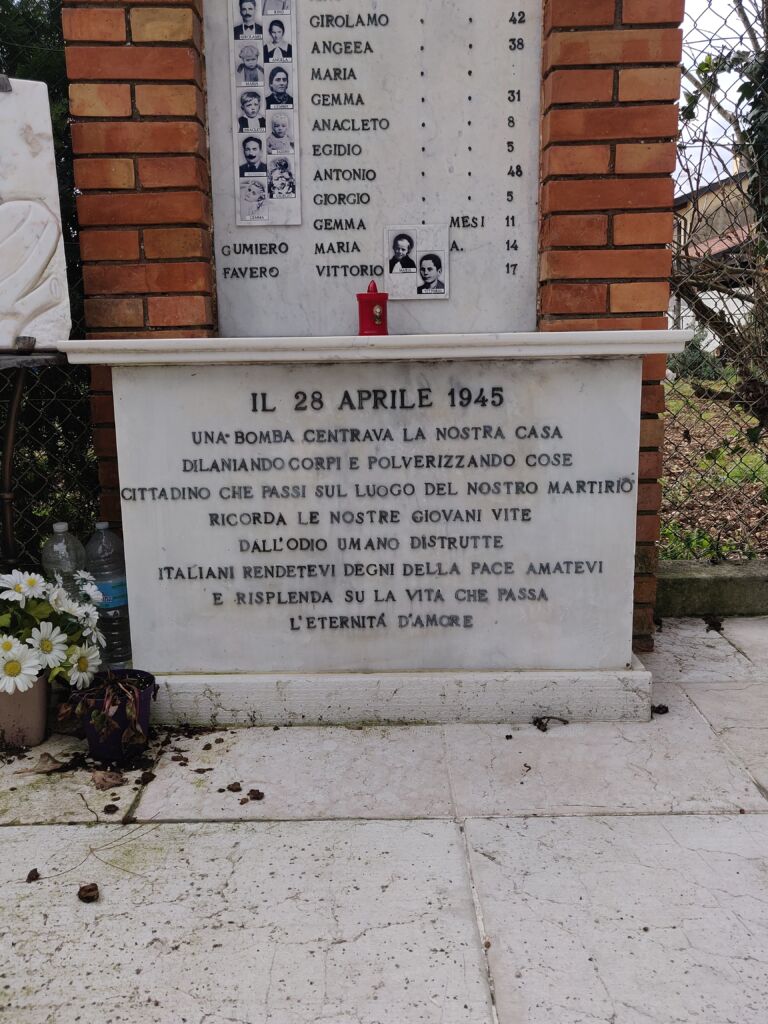 GIROLAMO " " 42
ANGEEA " " 38
MARIA " "
GEMMA " " 31
ANACLETO " " 8
EGIDIO " " 5
ANTONIO " " 48
GIORGIO " " 5
GEMMA " MESI 11
GUMIERO MARIA A. 14
FAVERO VITTORIO 17
IL 28 APRILE 1945
UNA BOMBA CENTRAVA LA NOSTRA CASA
DILANIANDO CORPI E POLVERIZZANDO COSE
CITTADINO CHE PASSI SUL LUOGO DEL NOSTRO MARTIRIO
RICORDA LE NOSTRE GIOVANI VITE
DALL'ODIO UMANO DISTRUTTE
ITALIANI RENDETEVI DEGNI DELLA PACE AMATEVI
E RISPLENDA SU LA VITA CHE PASSA
L'ETERNITÁ D'AMORE